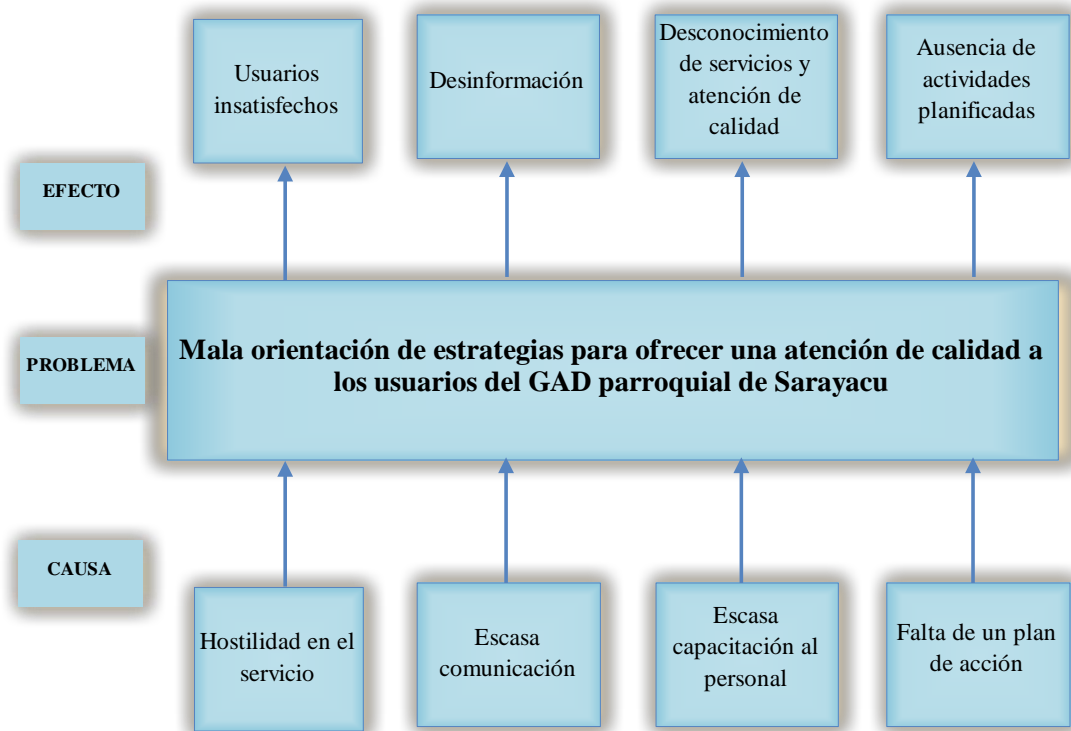 Usuarios
insatisfechos
Desinformación
Desconocimiento
de servicios y
atención de
calidad
Ausencia de
actividades
planificadas
EFECTO
PROBLEMA
Mala orientación de estrategias para ofrecer una atención de calidad a
los usuarios del GAD parroquial de Sarayacu
CAUSA
Hostilidad en el
servicio
Escasa
comunicación
Escasa
capacitación al
personal
Falta de un plan
de acción